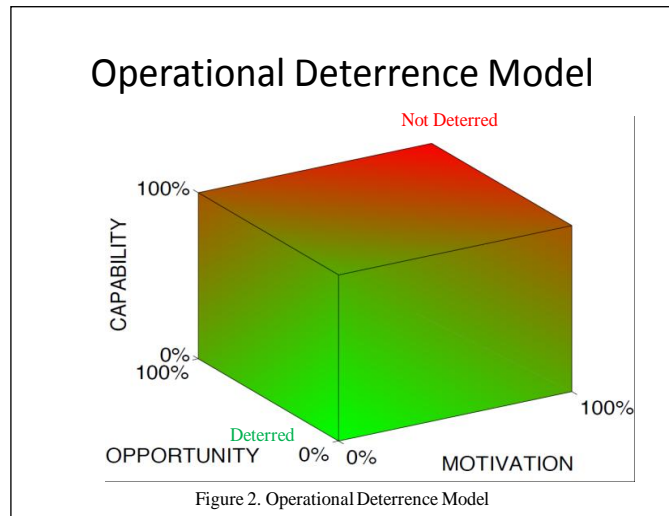 Operational Deterrence Model
Not Deterred
100%
CAPABILITY
0%
100%
100%
Deterred
OPPORTUNITY
0%
0%
MOTIVATION
Figure 2. Operational Deterrence Model